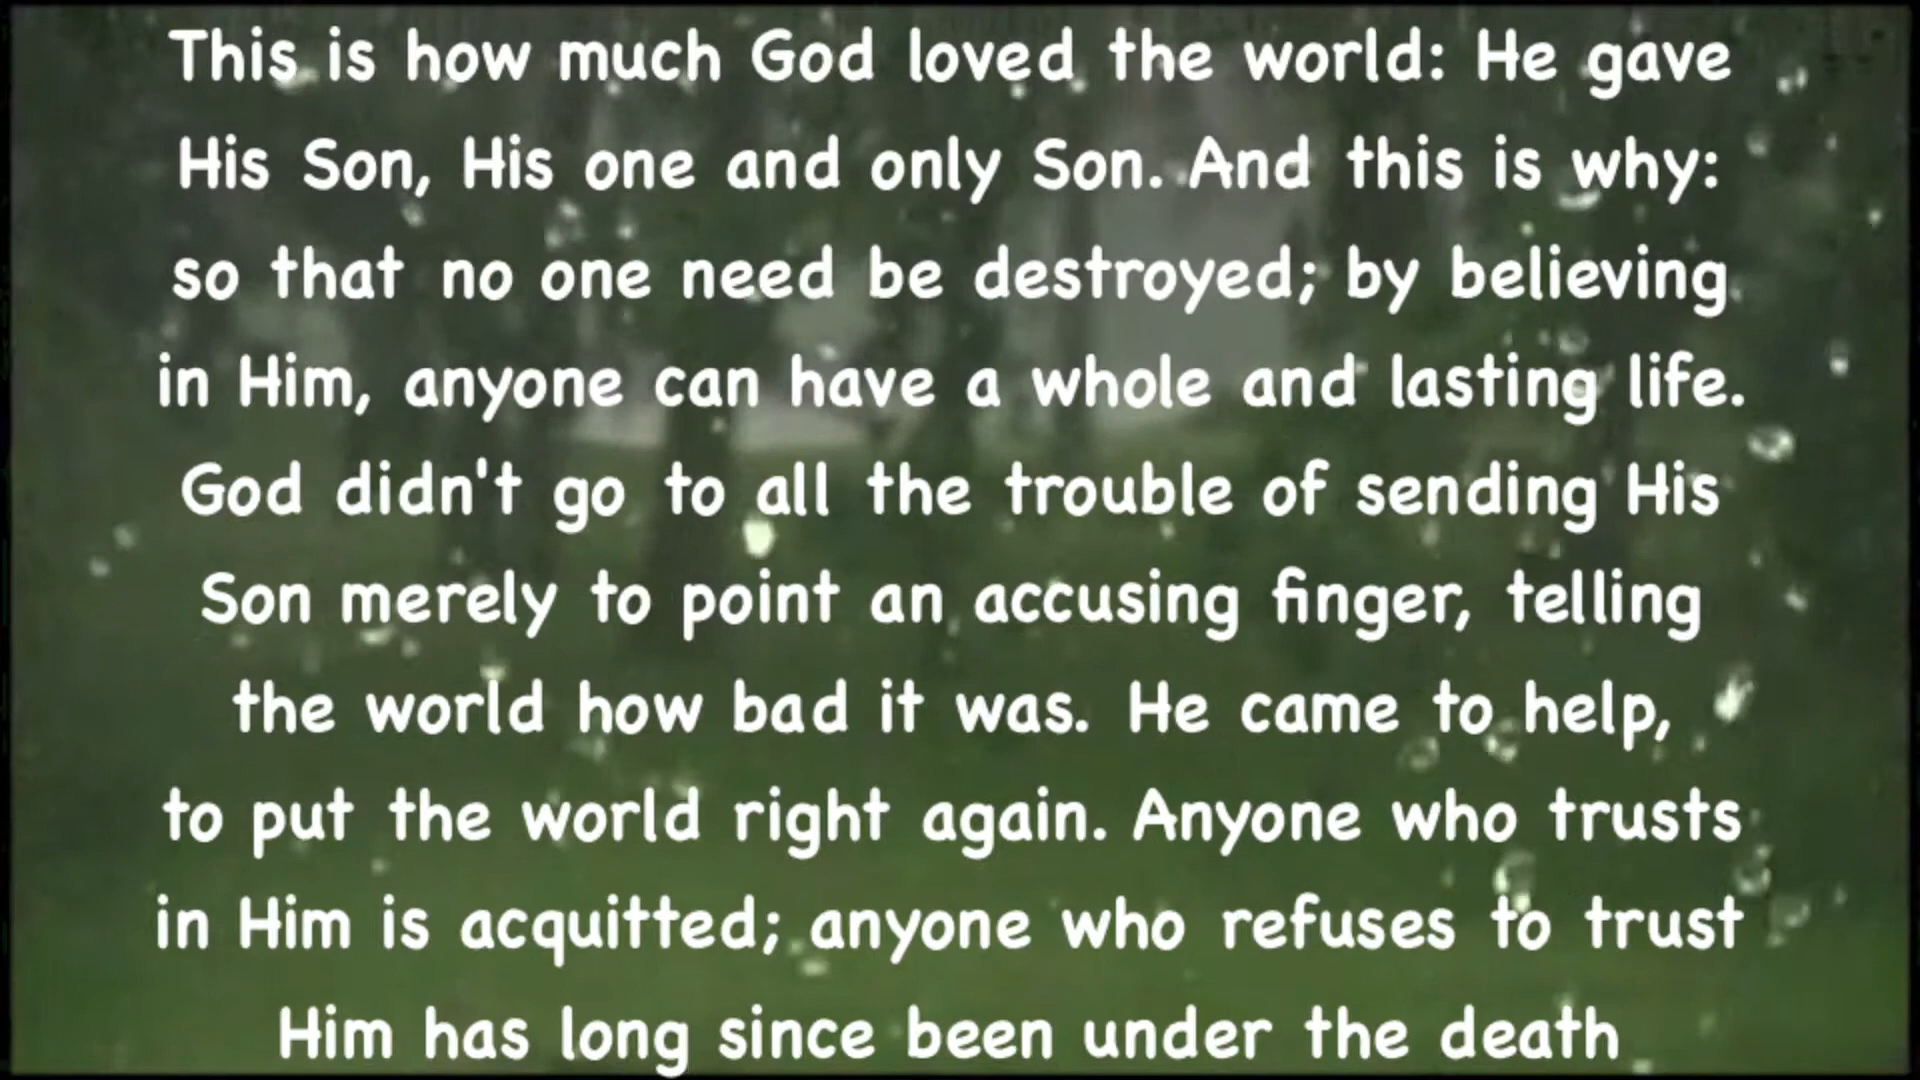 This is how much God loved the world: He gave
His Son, His one and only Son. And this is why:
so that no one need be destroyed; by believing
in Him, anyone can have a whole and lasting life.
God didn't go to all the trouble of sending His
Son merely to point an accusing finger, telling
the world how bad it was. He came to help,
to put the world right again. Anyone who trusts
in Him is acquitted; anyone who refuses to trust
Him has long since been under the death